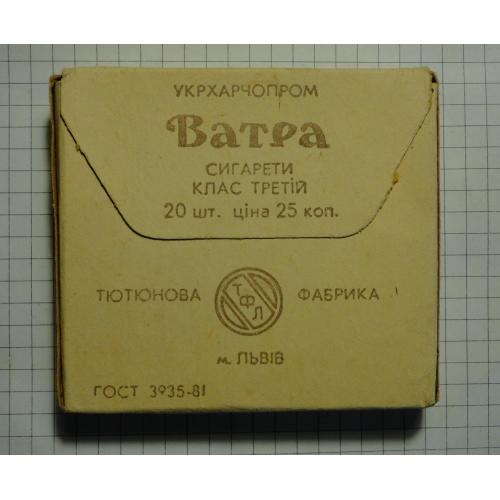 УКРХАРЧОПРОМ
Ватра
СИГАРЕТИ
КЛАС ТРЕТІЙ
20 шт. ціна 25 коп.
ТЮТЮНОВА ТФЛ ФАБРИКА
м. ЛЬВІВ
ГОСТ 3935-81